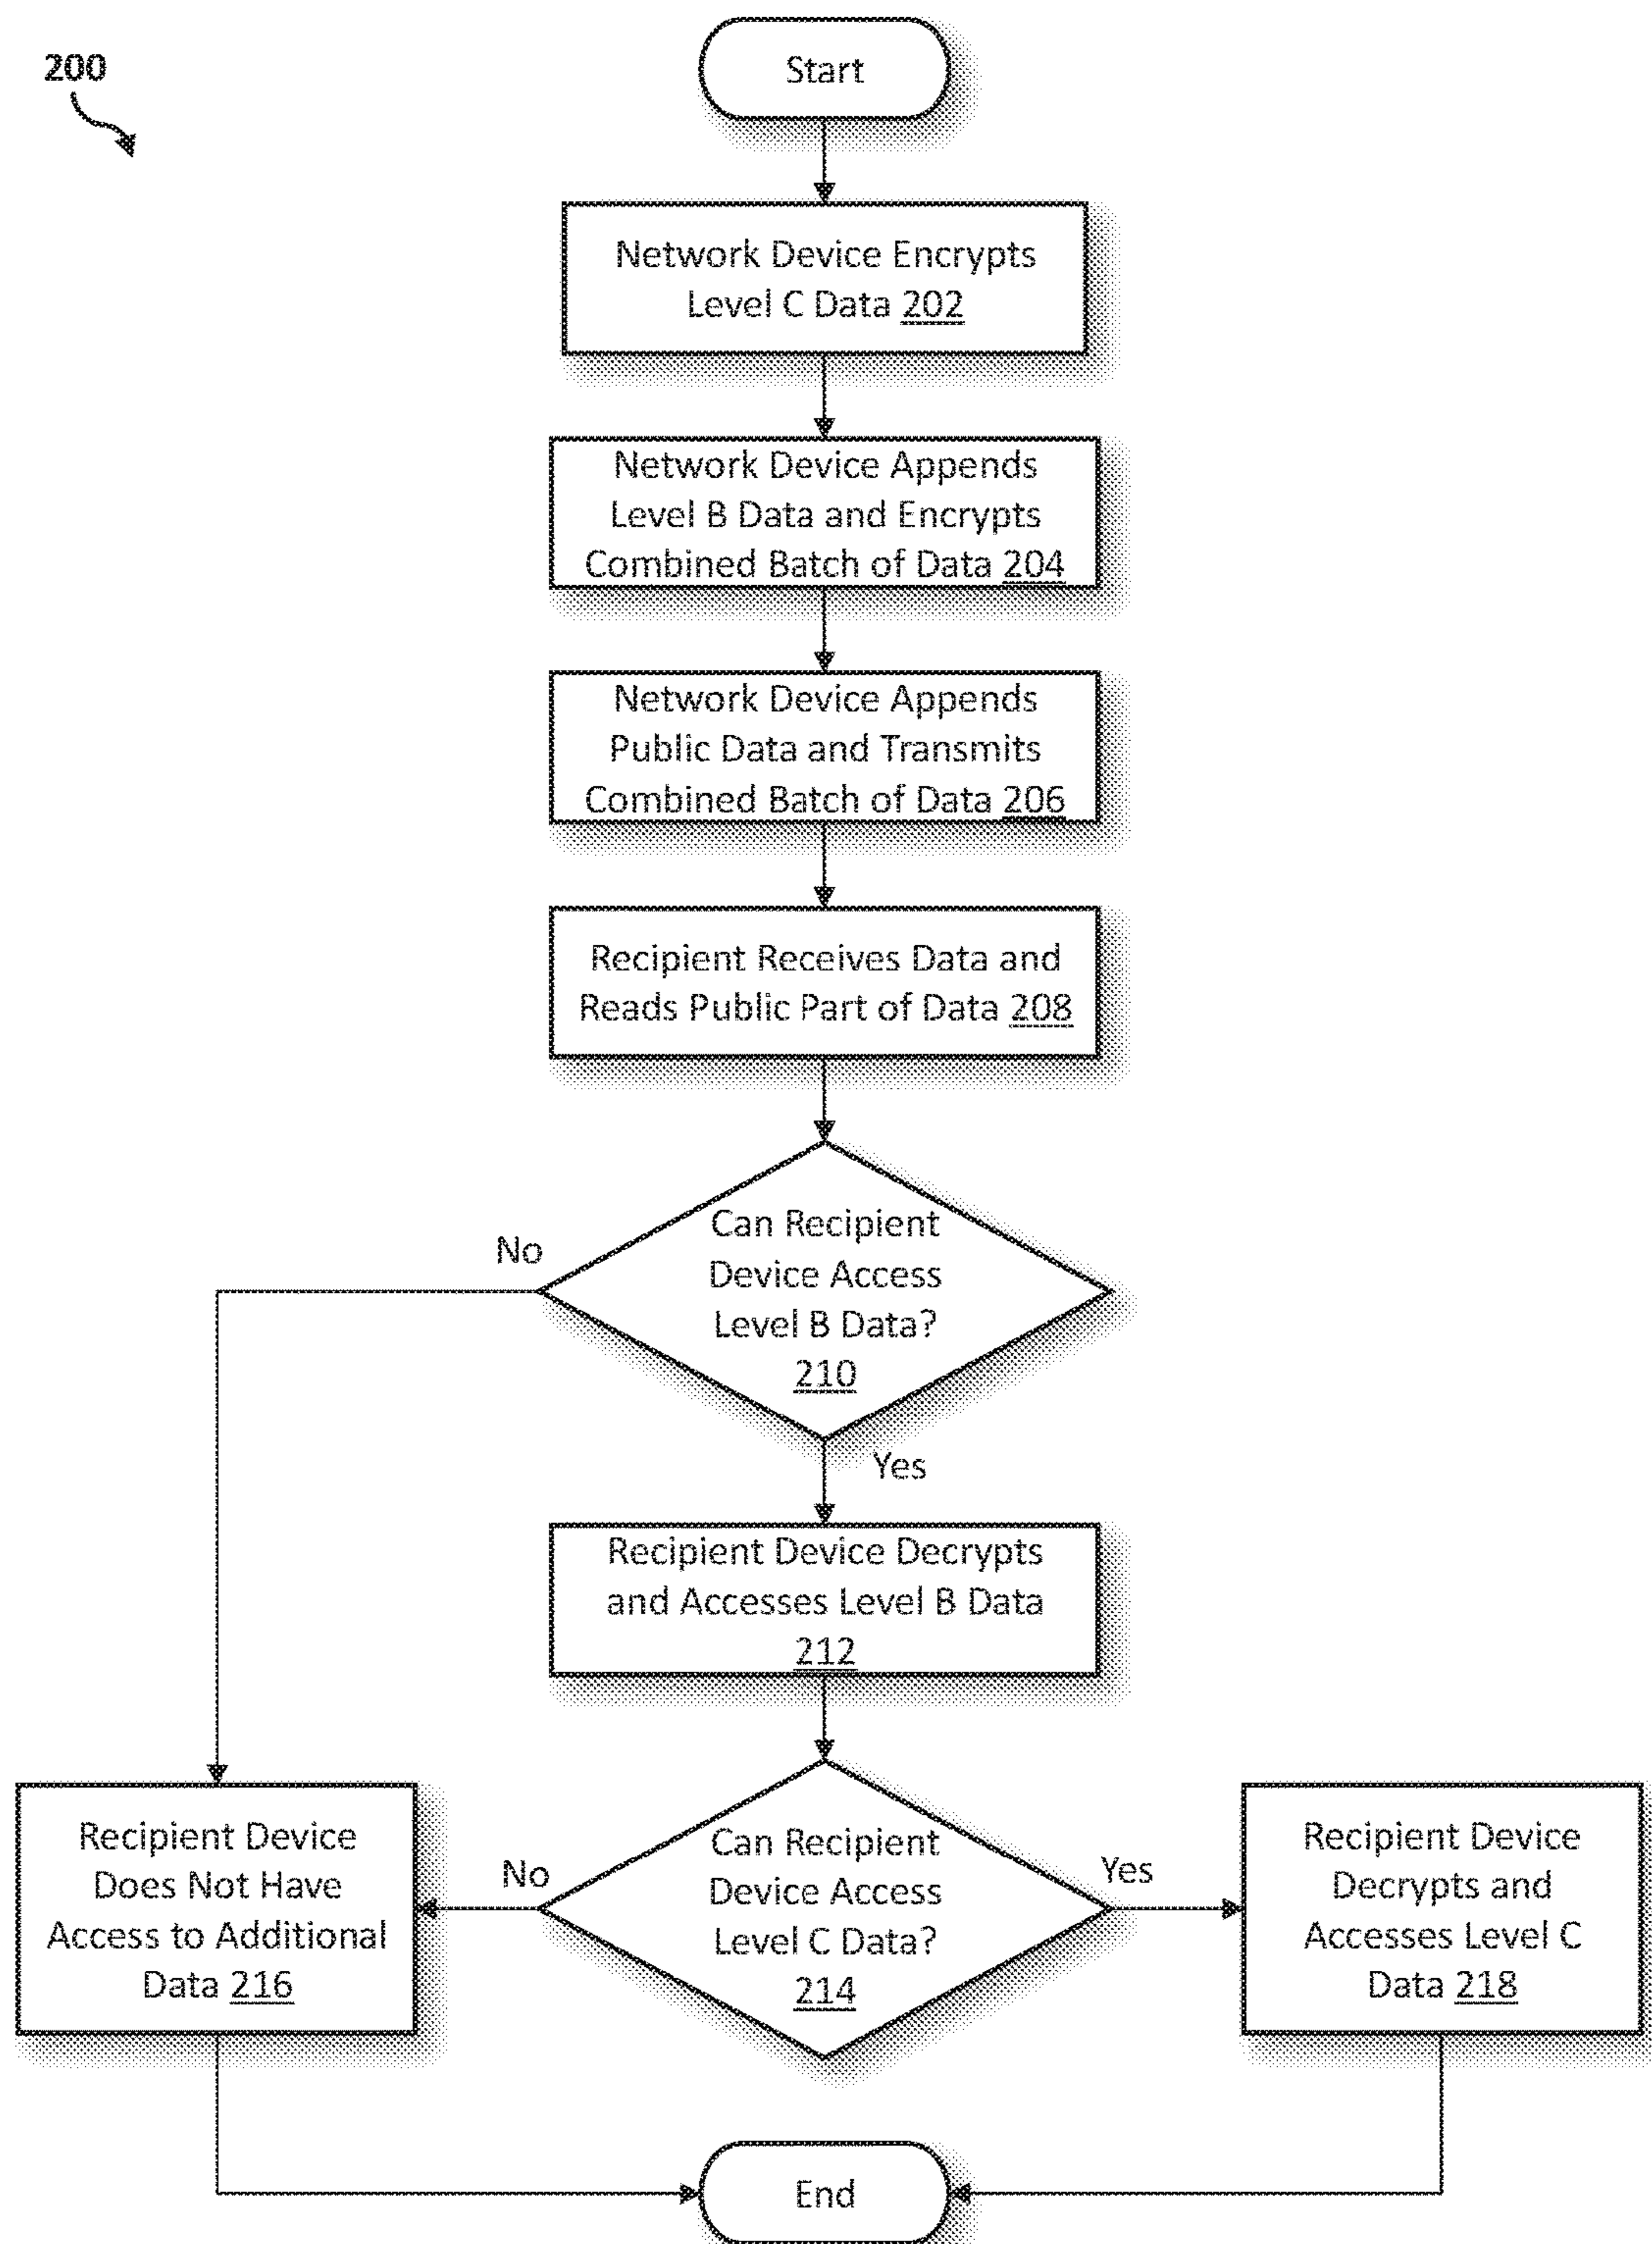 200
Start
Network Device Encrypts
Level C Data 202
Network Device Appends
Level B Data and Encrypts
Combined Batch of Data 204
Network Device Appends
Public Data and Transmits
Combined Batch of Data 206
Recipient Receives Data and
Reads Public Part of Data 208
Can Recipient
Device Access
Level B Data?
210
No
Yes
Recipient Device Decrypts
and Accesses Level B Data
212
Can Recipient
Device Access
Level C Data?
214
No
Yes
Recipient Device
Does Not Have
Access to Additional
Data 216
Recipient Device
Decrypts and
Accesses Level C
Data 218
End